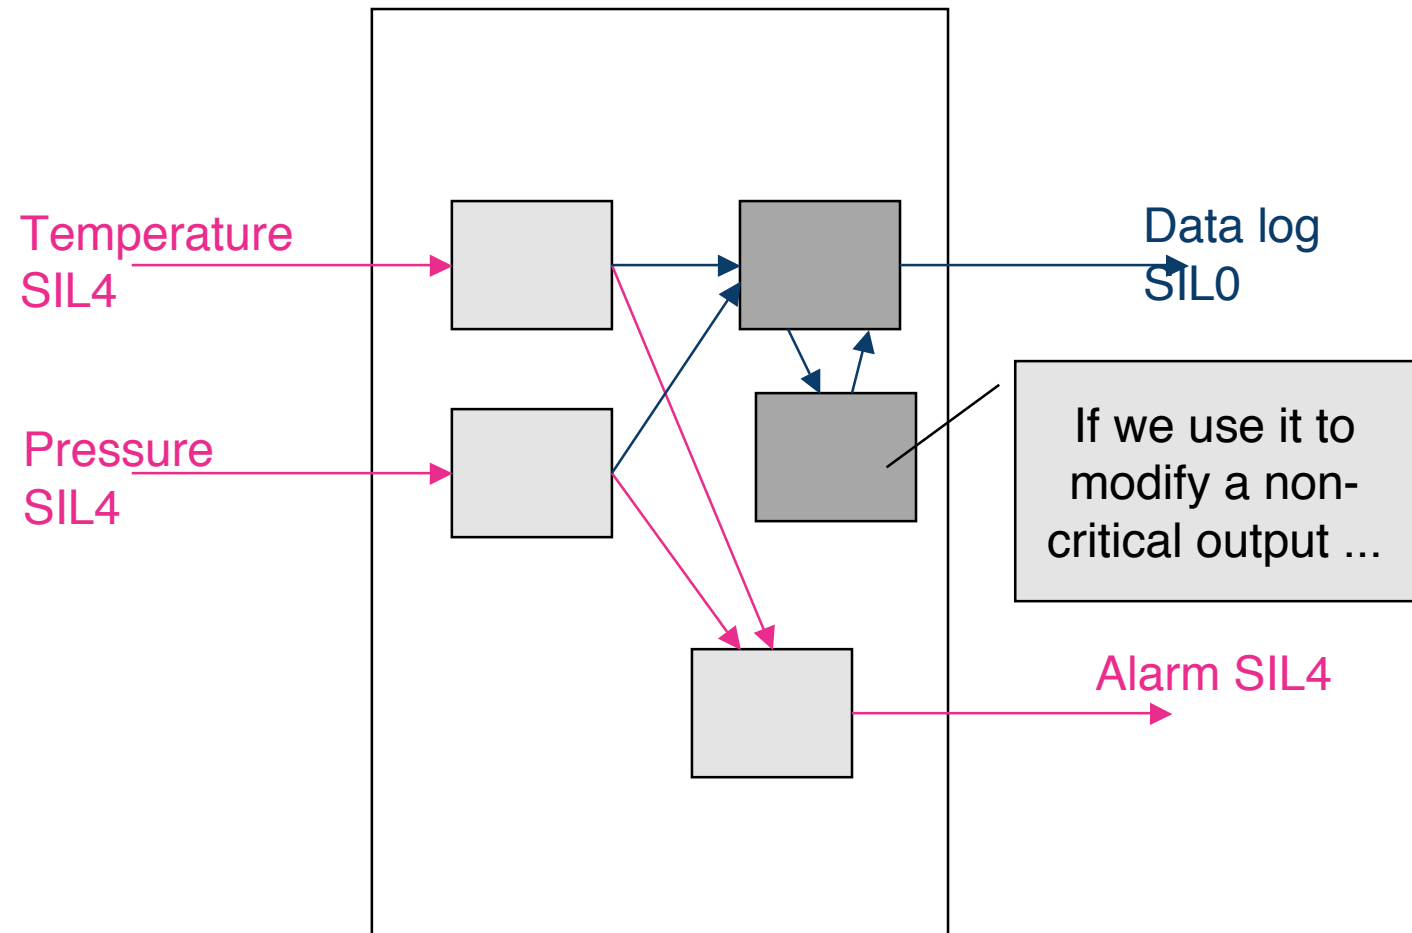 Temperature
SIL4
Data log
SIL0
Pressure
SIL4
If we use it to
modify a non-
critical output ...
Alarm SIL4